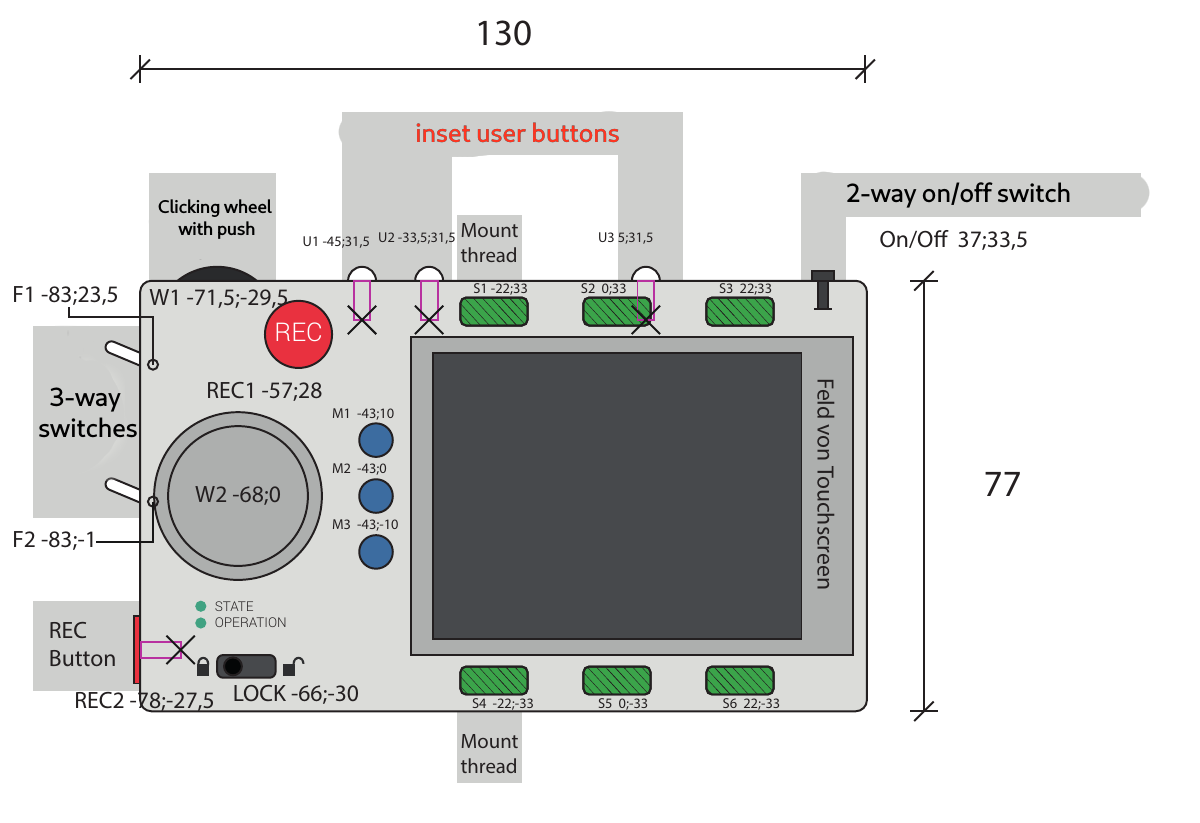 130
inset user buttons
2-way on/off switch
Clicking wheel
with push
U1 -45;31,5
U2 -33,5;31,5
Mount
thread
U3 5;31,5
On/Off  37;33,5
F1 -83;23,5
W1 -71,5;-29,5
S1 -22;33
S2  0;33
S3  22;33
REC
REC1 -57;28
3-way
switches
M1  -43;10
M2  -43;0
M3  -43;-10
W2 -68;0
Feld von Touchscreen
77
F2 -83;-1
STATE
OPERATION
REC
Button
REC2 -78;-27,5
LOCK -66;-30
S4  -22;-33
S5  0;-33
S6  22;-33
Mount
thread